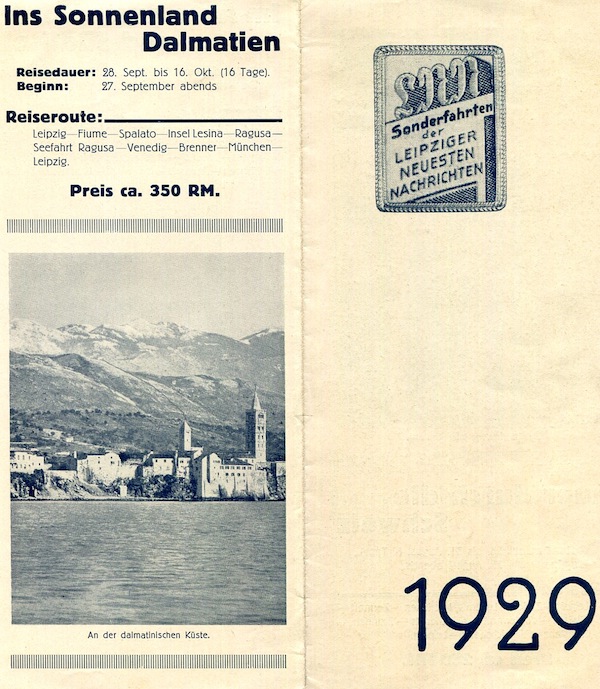 Ins Sonnenland
Dalmatien
Reisedauer: 28. Sept. bis 16. Okt. (16 Tage).
Beginn: 27. September abends
Reiseroute:
Leipzig—Fiume—Spalato—Insel Lesina—Ragusa—
Seefahrt Ragusa—Venedig—Brenner—München—
Leipzig.
Preis ca. 350 RM.
An der dalmatinischen Küste.
LNN
Sonderfahrten
der
LEIPZIGER
NEUESTEN
NACHRICHTEN
1929